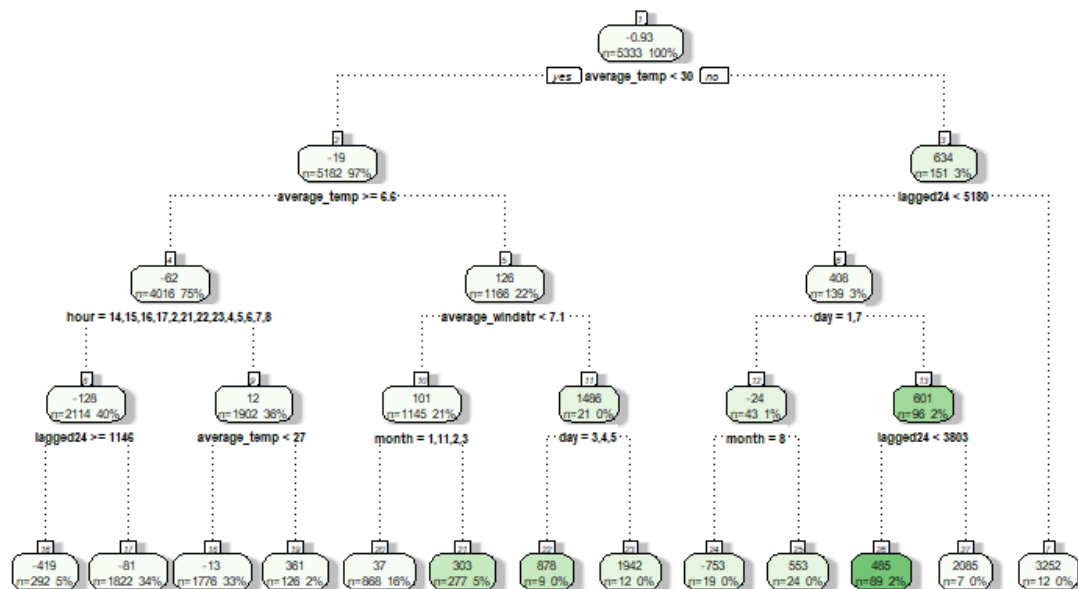 1
-0.93
n=5333 100%
yes average_temp < 30 no
2
-19
n=5182 97%
average_temp >= 6.6
3
634
n=151 3%
lagged24 < 5180
4
-62
n=4016 75%
hour = 14,15,16,17,2,21,22,23,4,5,6,7,8
5
126
n=1166 22%
average_windstr < 7.1
6
408
n=139 3%
day = 1,7
8
-128
n=2114 40%
lagged24 >= 1146
9
12
n=1902 36%
average_temp < 27
10
101
n=1145 21%
month = 1,11,2,3
11
1486
n=21 0%
day = 3,4,5
12
-24
n=43 1%
month = 8
13
601
n=96 2%
lagged24 < 3803
16
-419
n=292 5%
17
-81
n=1822 34%
18
-13
n=1776 33%
19
361
n=126 2%
20
37
n=868 16%
21
303
n=277 5%
22
878
n=9 0%
23
1942
n=12 0%
24
-753
n=19 0%
25
553
n=24 0%
26
485
n=89 2%
27
2085
n=7 0%
7
3252
n=12 0%